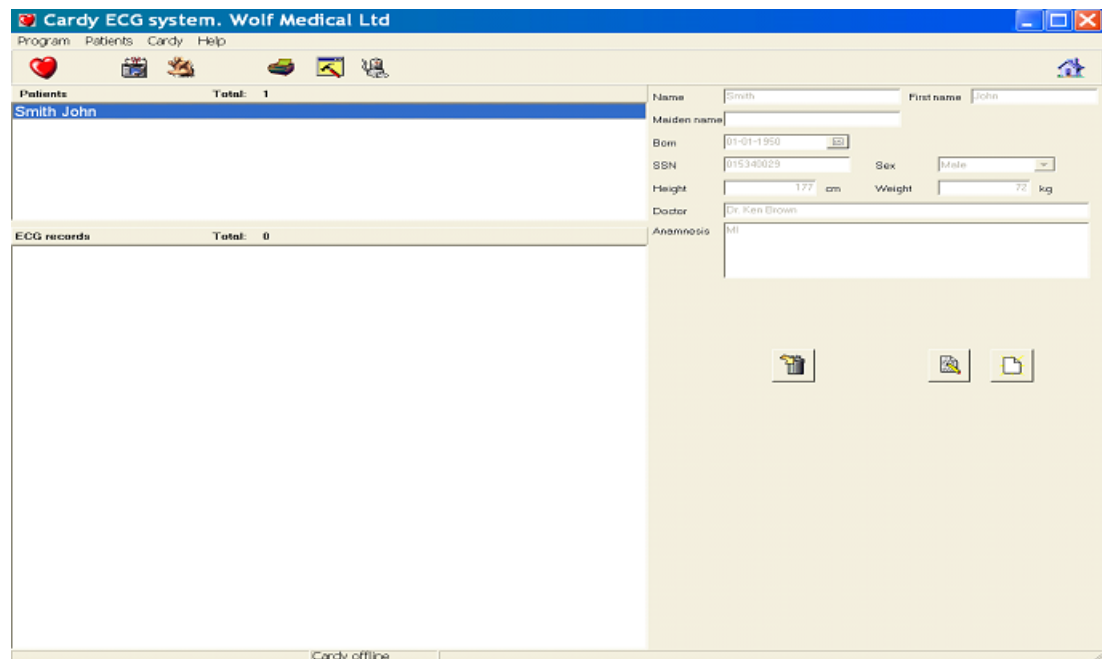 Cardy ECG system. Wolf Medical Ltd
Program Patients Cardy Help
Patients Total: 1
Smith John
ECG records Total: 0
Name Smith First name John
Maiden name
Born 01-01-1950
SSN 015340029 Sex Male
Height 177 cm Weight 72 kg
Doctor Dr. Ken Brown
Anamnesis MI
Cardy offline